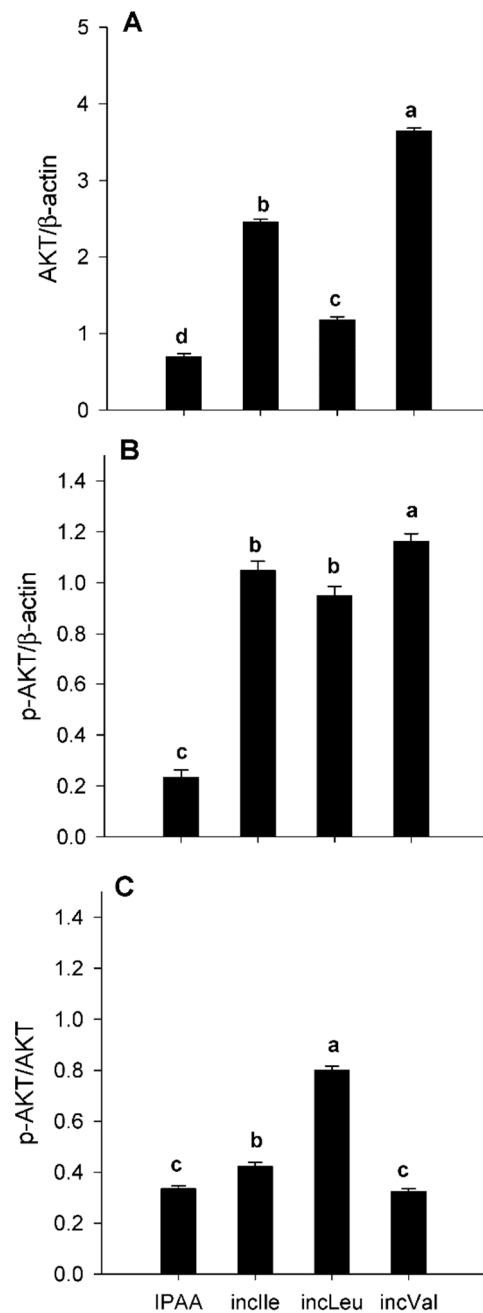 A
AKT/β-actin
5
4
3
2
1
0
d
b
c
a
B
p-AKT/β-actin
1.4
1.2
1.0
0.8
0.6
0.4
0.2
0.0
c
b
b
a
C
p-AKT/AKT
1.4
1.2
1.0
0.8
0.6
0.4
0.2
0.0
c
b
a
c
IPAA incIle incLeu incVal